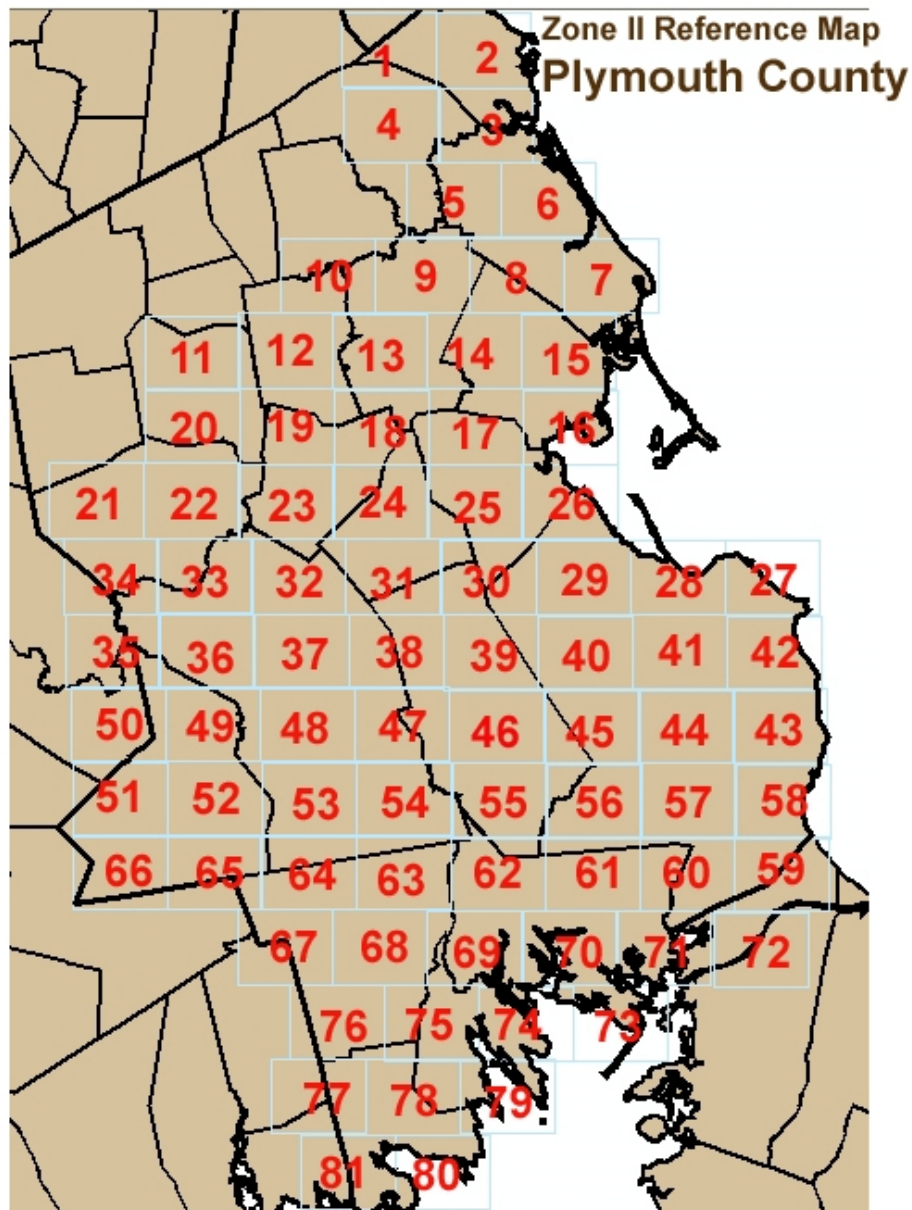 Zone II Reference Map
Plymouth County
1 2
4 3
5 6
10 9 8 7
11 12 13 14 15
20 19 18 17 16
21 22 23 24 25 26
34 33 32 31 30 29 28 27
35 36 37 38 39 40 41 42
50 49 48 47 46 45 44 43
51 52 53 54 55 56 57 58
66 65 64 63 62 61 60 59
67 68 69 70 71 72
76 75 74 73
77 78 79
81 80